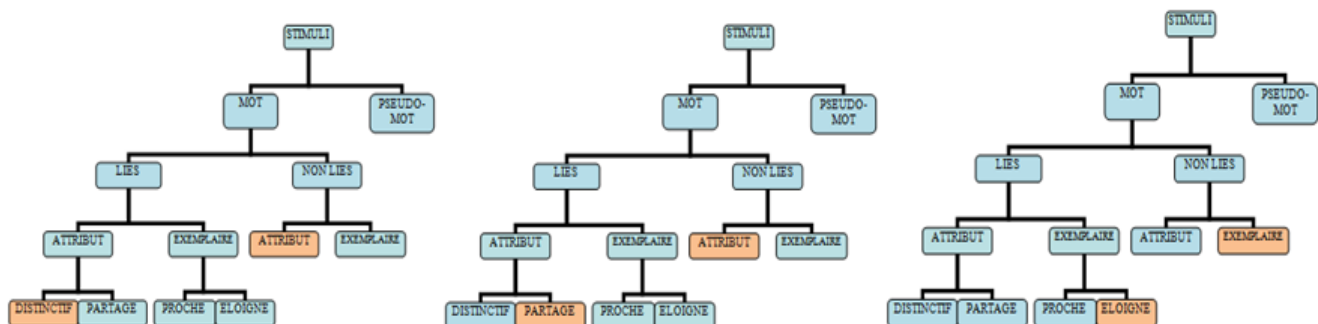 STIMULI
MOT
PSEUDO-
MOT
LIES
NON LIES
ATTRIBUT
EXEMPLAIRE
ATTRIBUT
EXEMPLAIRE
DISTINCTIF
PARTAGE
PROCHE
ELOIGNE
STIMULI
MOT
PSEUDO-
MOT
LIES
NON LIES
ATTRIBUT
EXEMPLAIRE
ATTRIBUT
EXEMPLAIRE
DISTINCTIF
PARTAGE
PROCHE
ELOIGNE
STIMULI
MOT
PSEUDO-
MOT
LIES
NON LIES
ATTRIBUT
EXEMPLAIRE
ATTRIBUT
EXEMPLAIRE
DISTINCTIF
PARTAGE
PROCHE
ELOIGNE